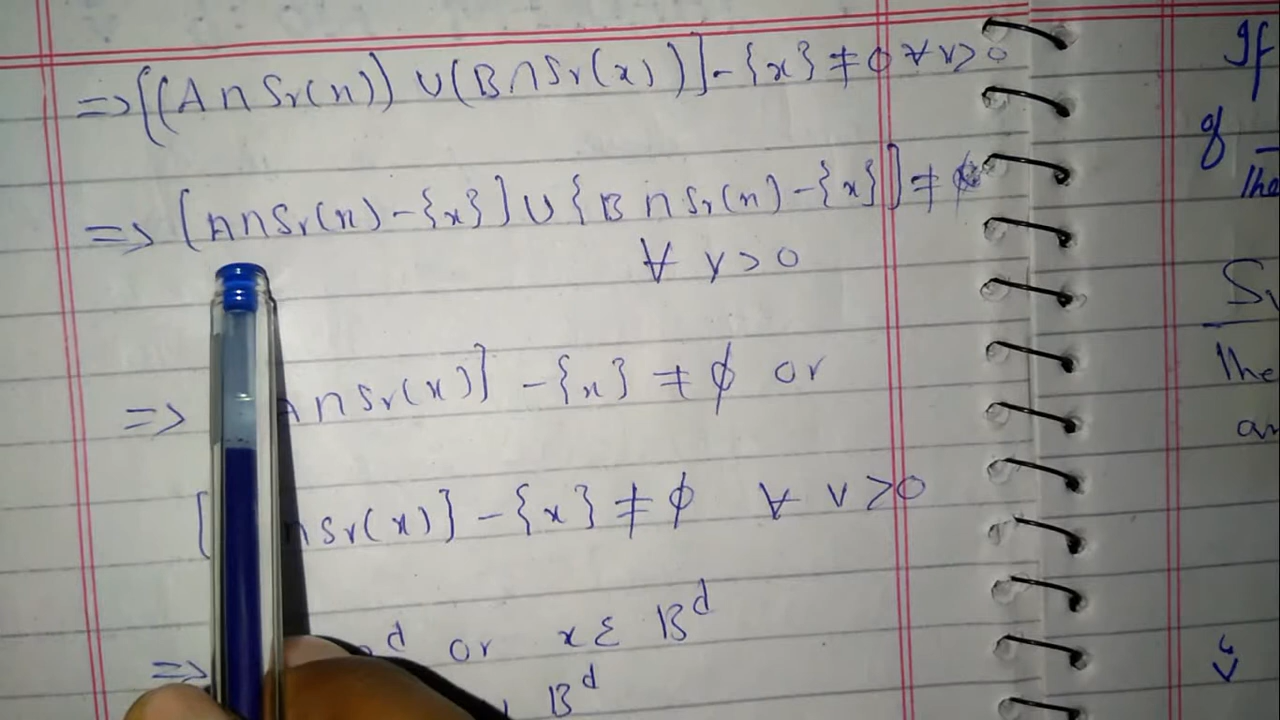 => [(A ∩ Sr(n)) ∪ (B ∩ Sr(x))] - {x} ≠ ϕ ∀ r>0
=> [A ∩ Sr(n) - {x}] ∪ {B ∩ Sr(n) - {x}] ≠ ϕ
∀ r > 0
=> ∩ Sr(x)] - {x} ≠ ϕ or
[ ∩ Sr(x)] - {x} ≠ ϕ ∀ r > 0
=> d or x ε B^d
B^d
If
of
the
The
an